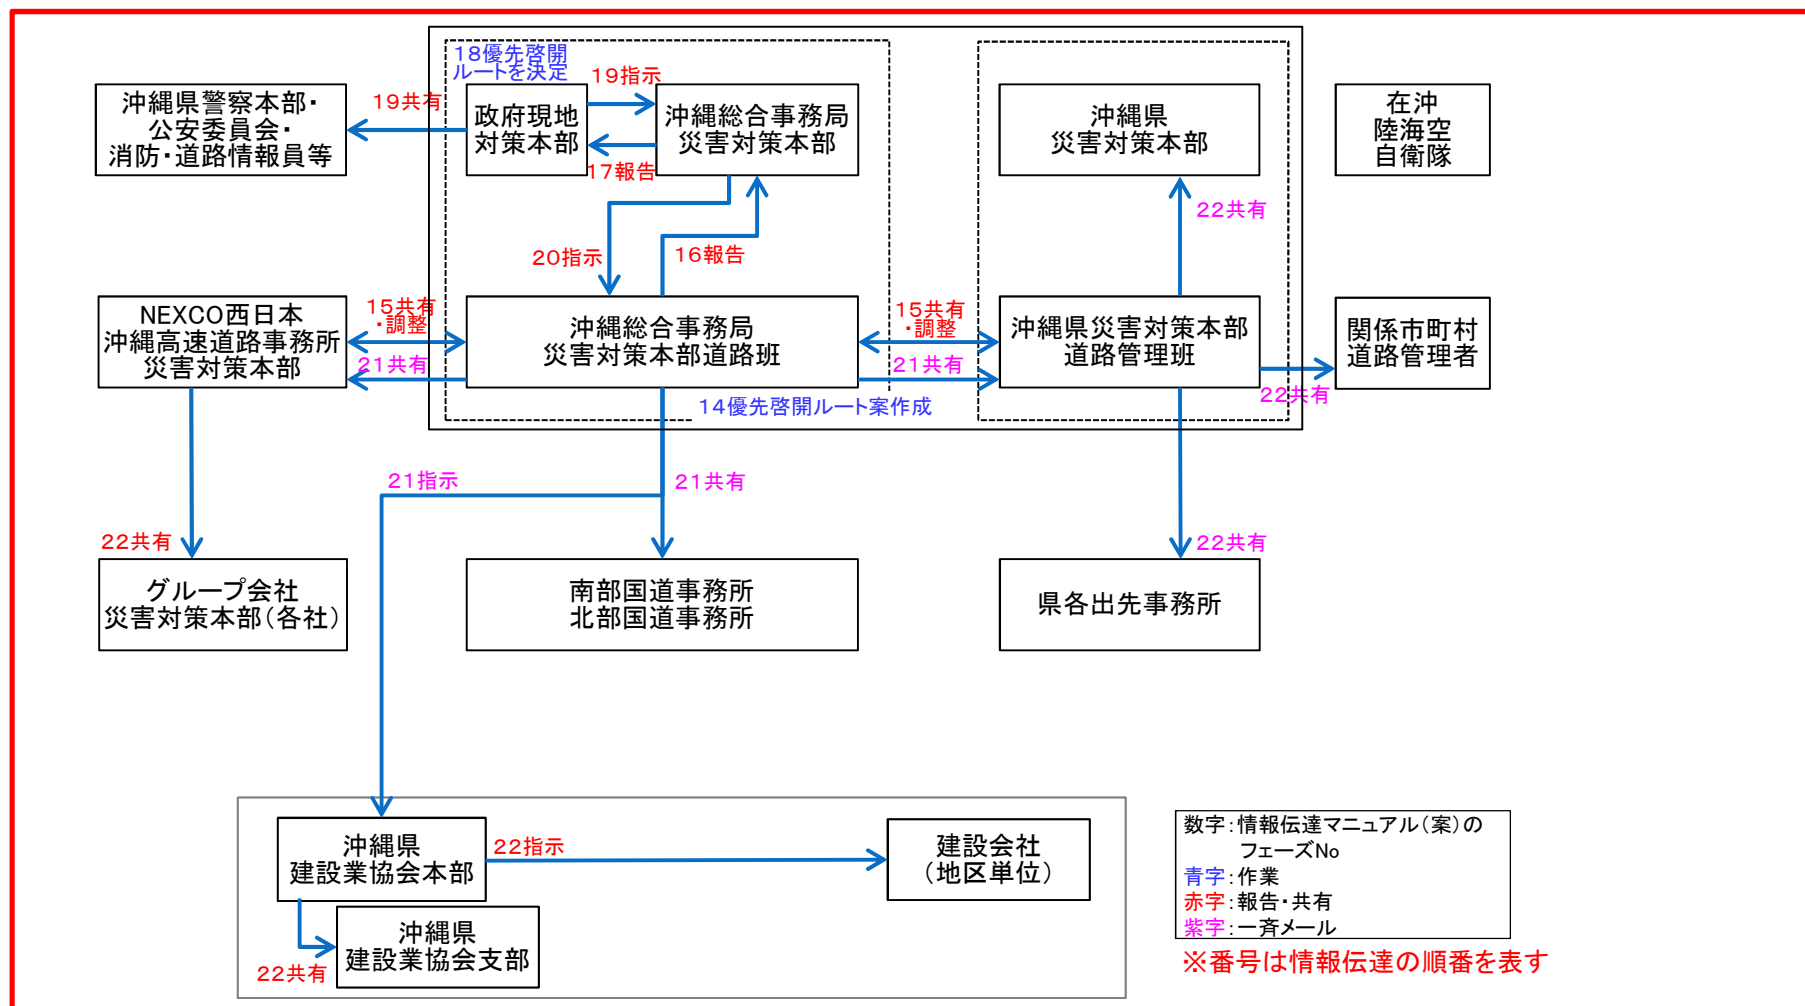 18優先啓開
ルートを決定
沖縄県警察本部・
公安委員会・
消防・道路情報員等
19共有
政府現地
対策本部
19指示
17報告
沖縄総合事務局
災害対策本部
沖縄県
災害対策本部
在沖
陸海空
自衛隊
20指示
16報告
22共有
NEXCO西日本
沖縄高速道路事務所
災害対策本部
15共有
・調整
21共有
沖縄総合事務局
災害対策本部道路班
15共有
・調整
21共有
沖縄県災害対策本部
道路管理班
関係市町村
道路管理者
22共有
14優先啓開ルート案作成
21指示
21共有
22共有
22共有
グループ会社
災害対策本部(各社)
南部国道事務所
北部国道事務所
県各出先事務所
沖縄県
建設業協会本部
22指示
建設会社
(地区単位)
沖縄県
建設業協会支部
22共有
数字:情報伝達マニュアル(案)の
フェーズNo
青字:作業
赤字:報告・共有
紫字:一斉メール
※番号は情報伝達の順番を表す